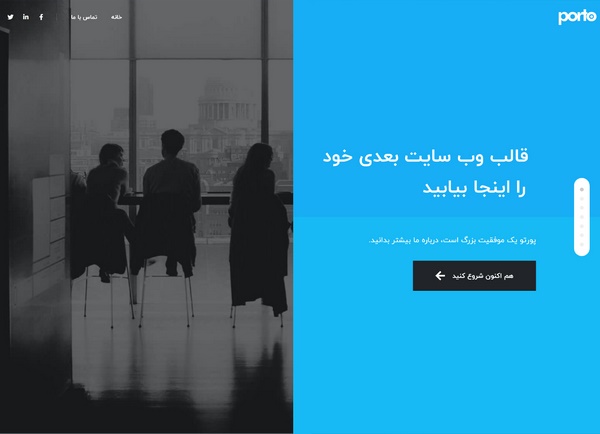 porto
خانه
تماس با ما
قالب وب سایت بعدی خود
را اینجا بیابید
پورتو یک موفقیت بزرگ است، درباره ما بیشتر بدانید.
هم اکنون شروع کنید